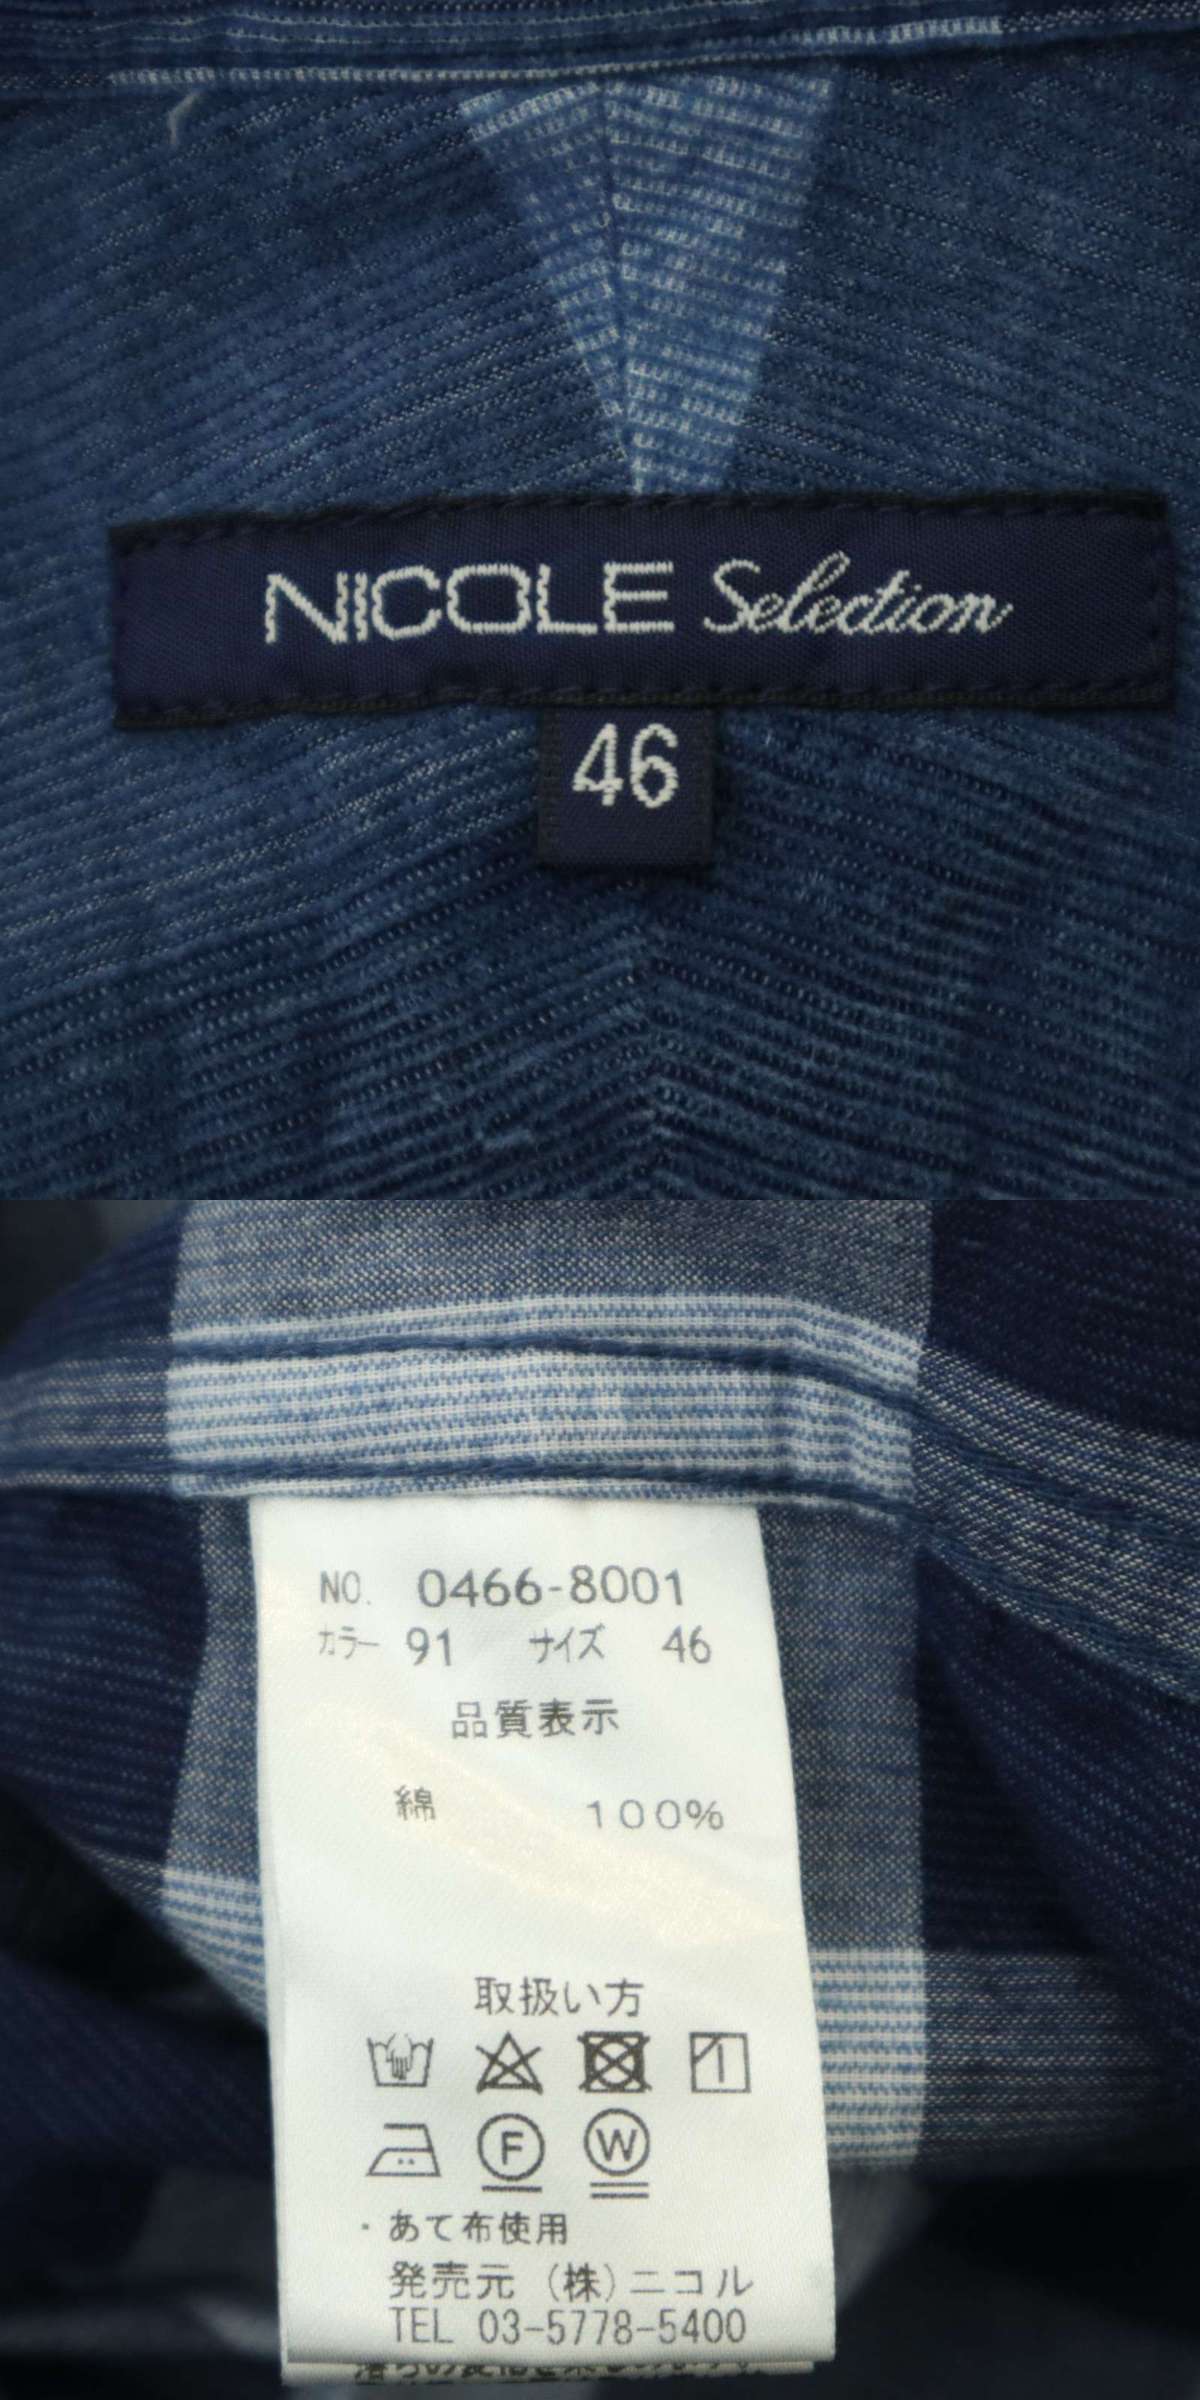 NICOLE Selection
46
NO. 0466-8001
カラー 91 サイズ 46
品質表示
綿 100%
取扱い方
F W
・あて布使用
発売元 (株)ニコル
TEL 03-5778-5400